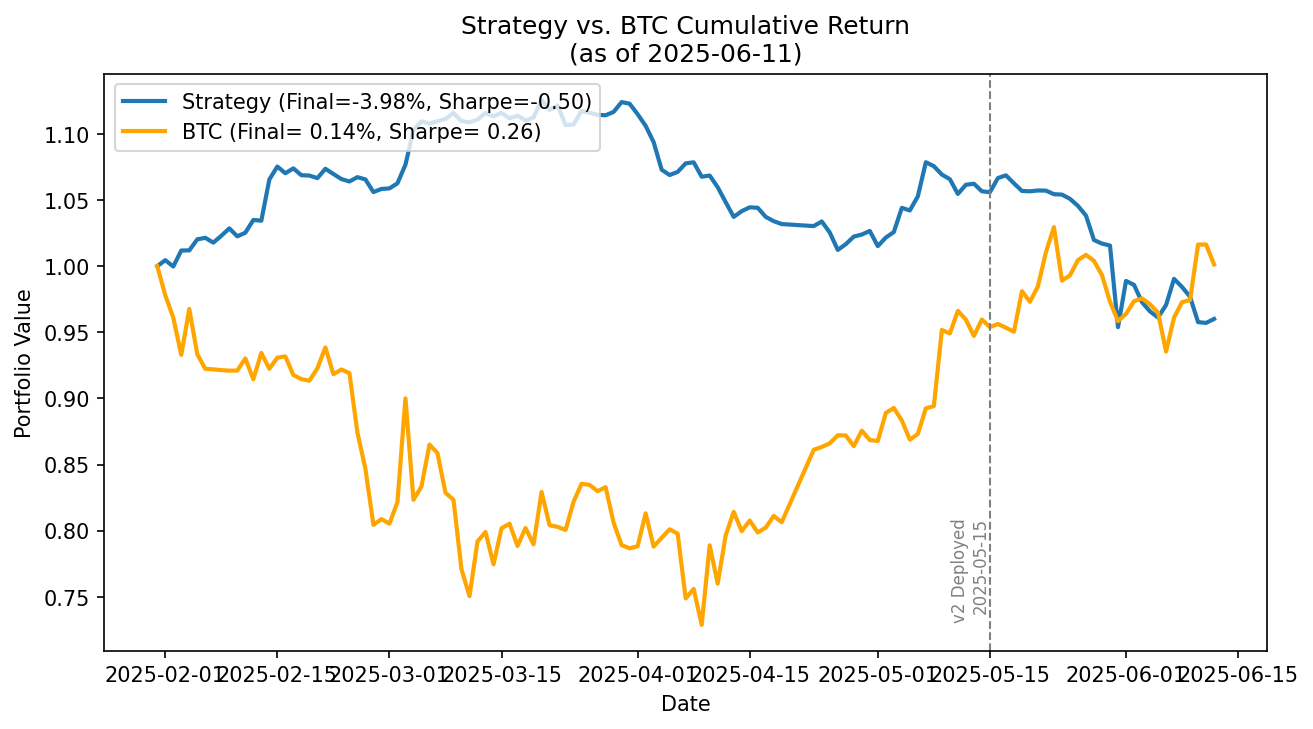 Strategy vs. BTC Cumulative Return
(as of 2025-06-11)
Strategy (Final=-3.98%, Sharpe=-0.50)
BTC (Final= 0.14%, Sharpe= 0.26)
Portfolio Value
1.10
1.05
1.00
0.95
0.90
0.85
0.80
0.75
v2 Deployed
2025-05-15
2025-02-01
2025-02-15
2025-03-01
2025-03-15
2025-04-01
2025-04-15
2025-05-01
2025-05-15
2025-06-01
2025-06-15
Date